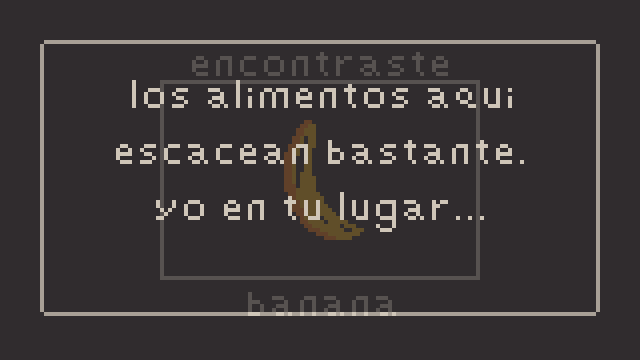 encontraste
los alimentos aqui
escacean bastante.
yo en tu lugar...
banana